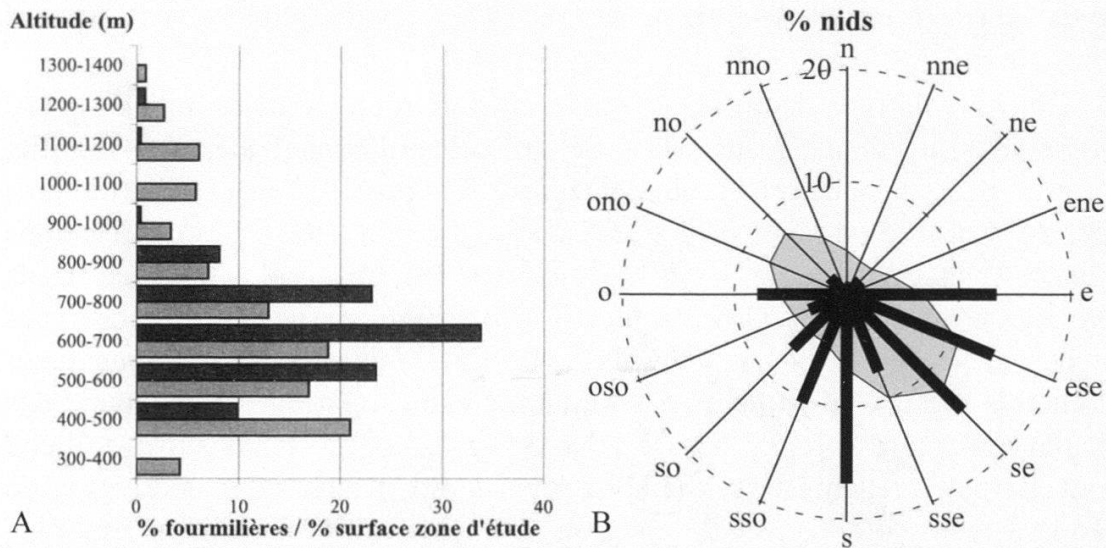 Altitude (m)
1300-1400
1200-1300
1100-1200
1000-1100
900-1000
800-900
700-800
600-700
500-600
400-500
300-400
0 10 20 30 40
% fourmilières / % surface zone d'étude
A
% nids
n
20
10
nno
nne
no
ne
ono
ene
o
e
oso
ese
so
se
sso
sse
s
B